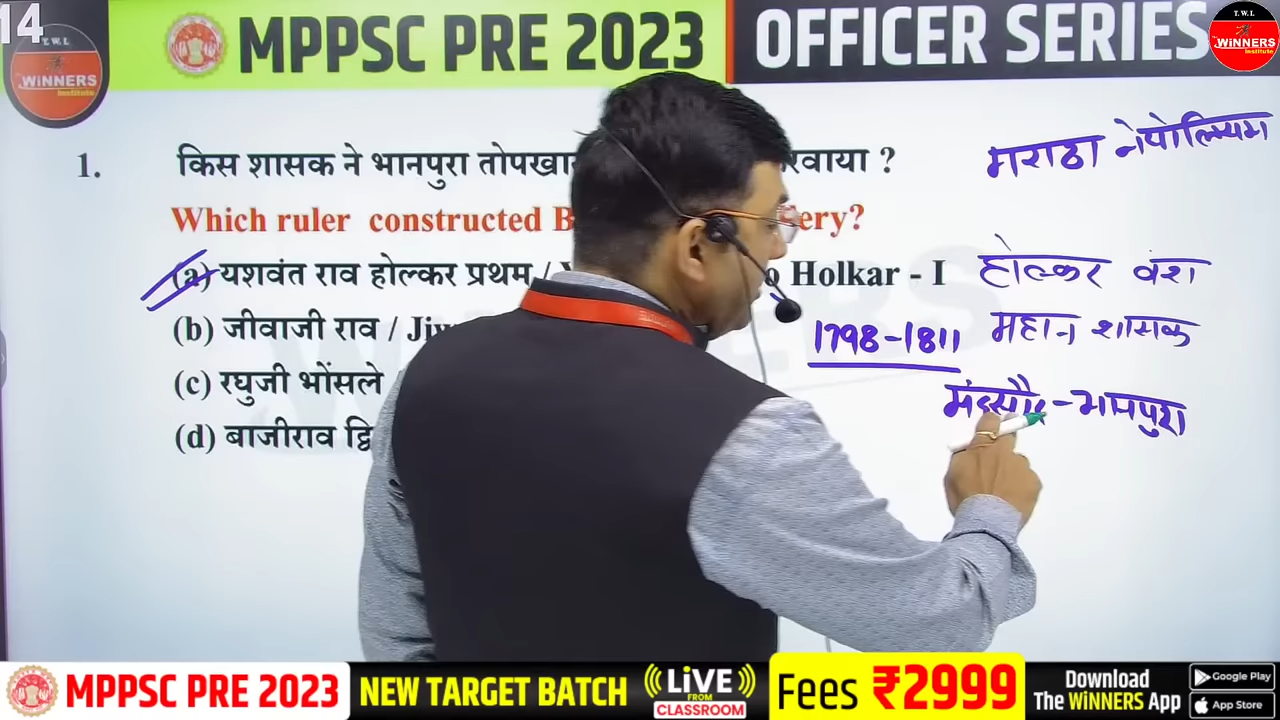 14
T.W.L
WiNNERS
institute
MPPSC PRE 2023
OFFICER SERIES
T.W.L
WiNNERS
institute
मराठा नेपोलियन
1. किस शासक ने भानपुरा तोपखा रवाया ?
Which ruler constructed B ery?
(a) यशवंत राव होल्कर प्रथम / Y o Holkar - I
होल्कर वंश
(b) जीवाजी राव / Jiw
1798-1811
महान शासक
(c) रघुजी भोंसले
मंदसौर-भानपुरा
(d) बाजीराव द्वि
MPPSC PRE 2023
NEW TARGET BATCH
LiVE
FROM
CLASSROOM
Fees ₹2999
Download
The WiNNERS App
Google Play
App Store